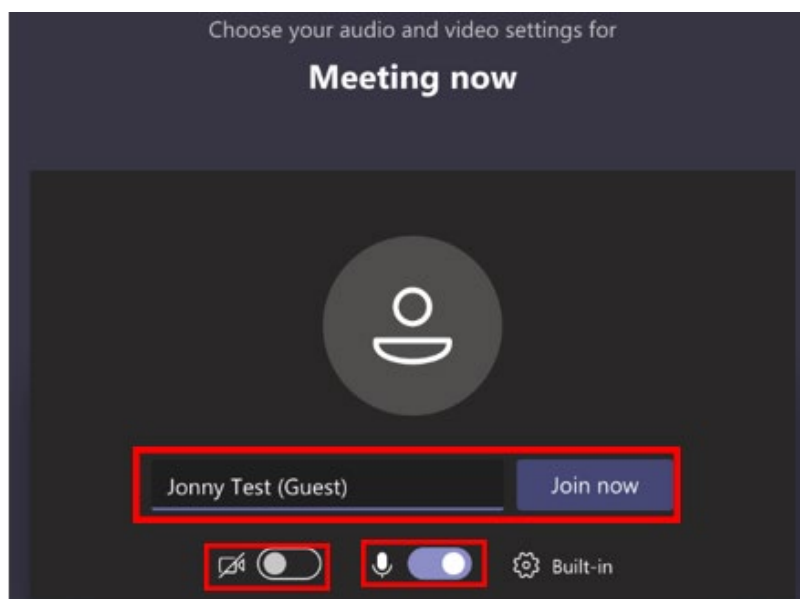 Choose your audio and video settings for
Meeting now
Jonny Test (Guest) Join now
Built-in